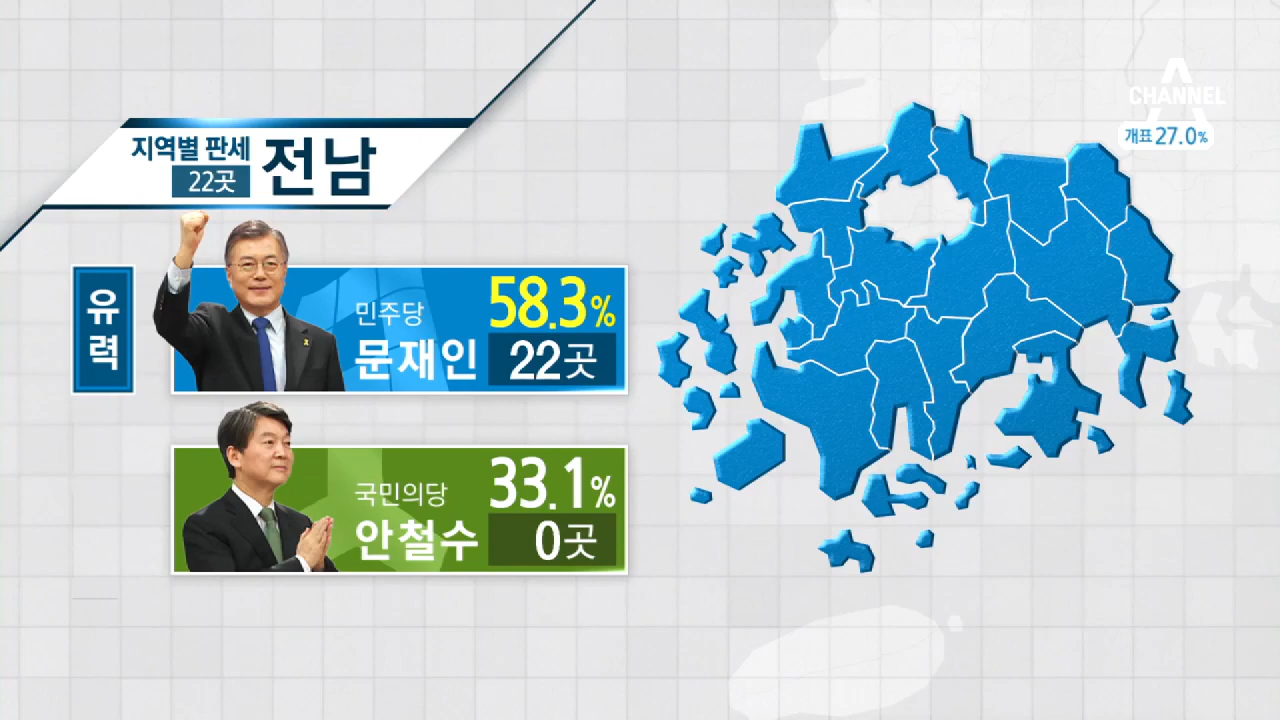 CHANNEL
개표 27.0%
지역별 판세
22곳
전남
유력
민주당
58.3%
문재인
22곳
국민의당
33.1%
안철수
0곳